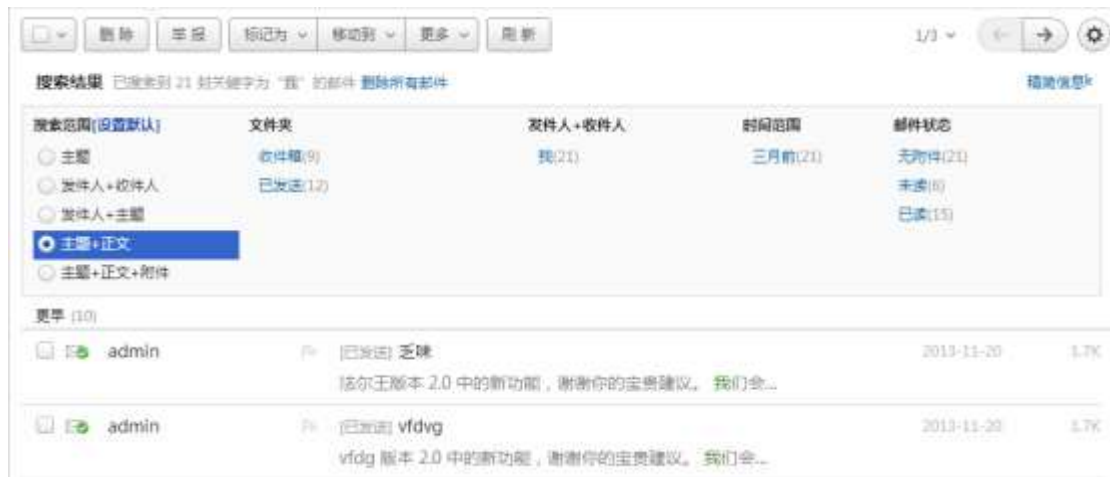 删 除 举 报 标记为 移动到 更多 刷 新 1/3
搜索结果 已搜索到 21 封关键字为 "我" 的邮件 删除所有邮件 精简信息
搜索范围[设置默认] 文件夹 发件人+收件人 时间范围 邮件状态
主题 收件箱(9) 我(21) 三月前(21) 无附件(21)
发件人+收件人 已发送(12) 未读(6)
发件人+主题 已读(15)
主题+正文
主题+正文+附件
更早 (10)
admin [已发送] 乏味 2013-11-20 1.7K
法尔王版本 2.0 中的新功能，谢谢你的宝贵建议。 我们会...
admin [已发送] vfdvg 2013-11-20 1.7K
vfdg 版本 2.0 中的新功能，谢谢你的宝贵建议。 我们会...